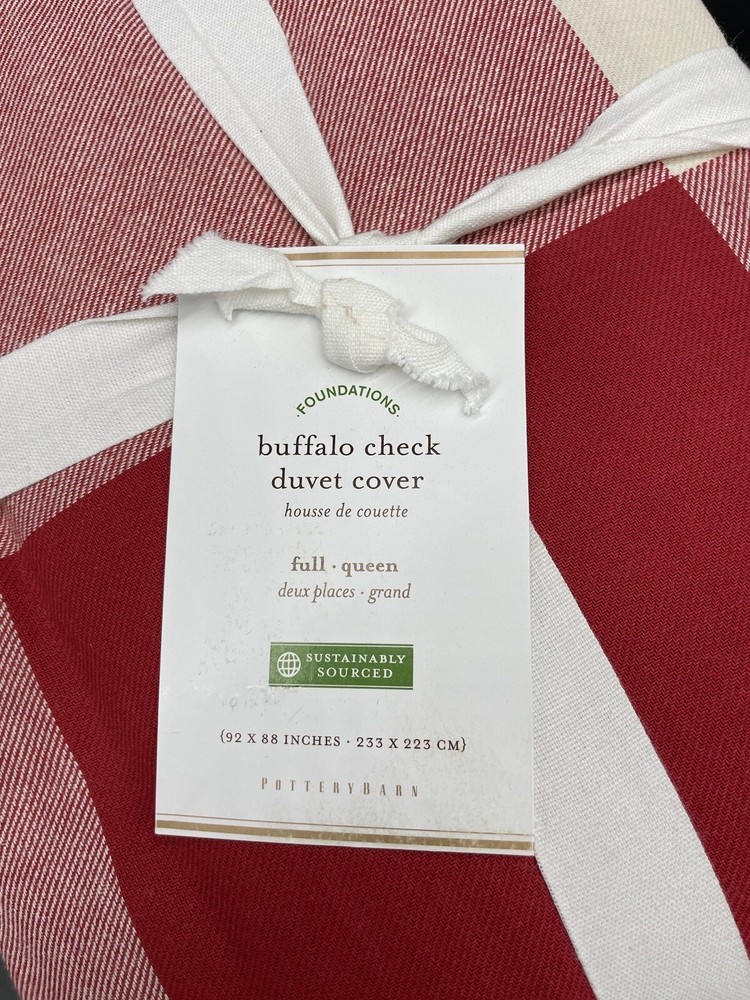 ·FOUNDATIONS·
buffalo check
duvet cover
housse de couette
full · queen
deux places · grand
SUSTAINABLY
SOURCED
{92 X 88 INCHES · 233 X 223 CM}
POTTERYBARN